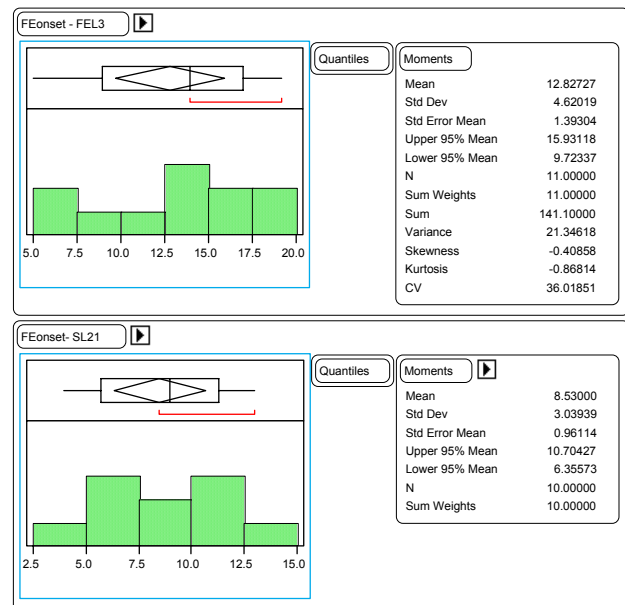 FEonset - FEL3
Quantiles
Moments
Mean 12.82727
Std Dev 4.62019
Std Error Mean 1.39304
Upper 95% Mean 15.93118
Lower 95% Mean 9.72337
N 11.00000
Sum Weights 11.00000
Sum 141.10000
Variance 21.34618
Skewness -0.40858
Kurtosis -0.86814
CV 36.01851
5.0 7.5 10.0 12.5 15.0 17.5 20.0
FEonset- SL21
Quantiles
Moments
Mean 8.53000
Std Dev 3.03939
Std Error Mean 0.96114
Upper 95% Mean 10.70427
Lower 95% Mean 6.35573
N 10.00000
Sum Weights 10.00000
2.5 5.0 7.5 10.0 12.5 15.0